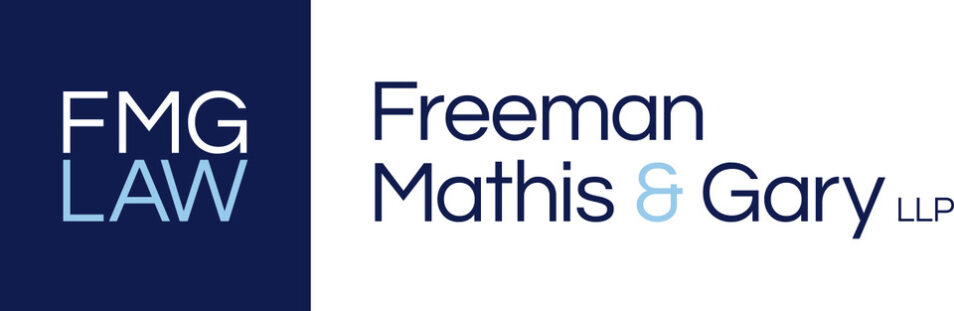 FMG
LAW
Freeman
Mathis & Gary LLP